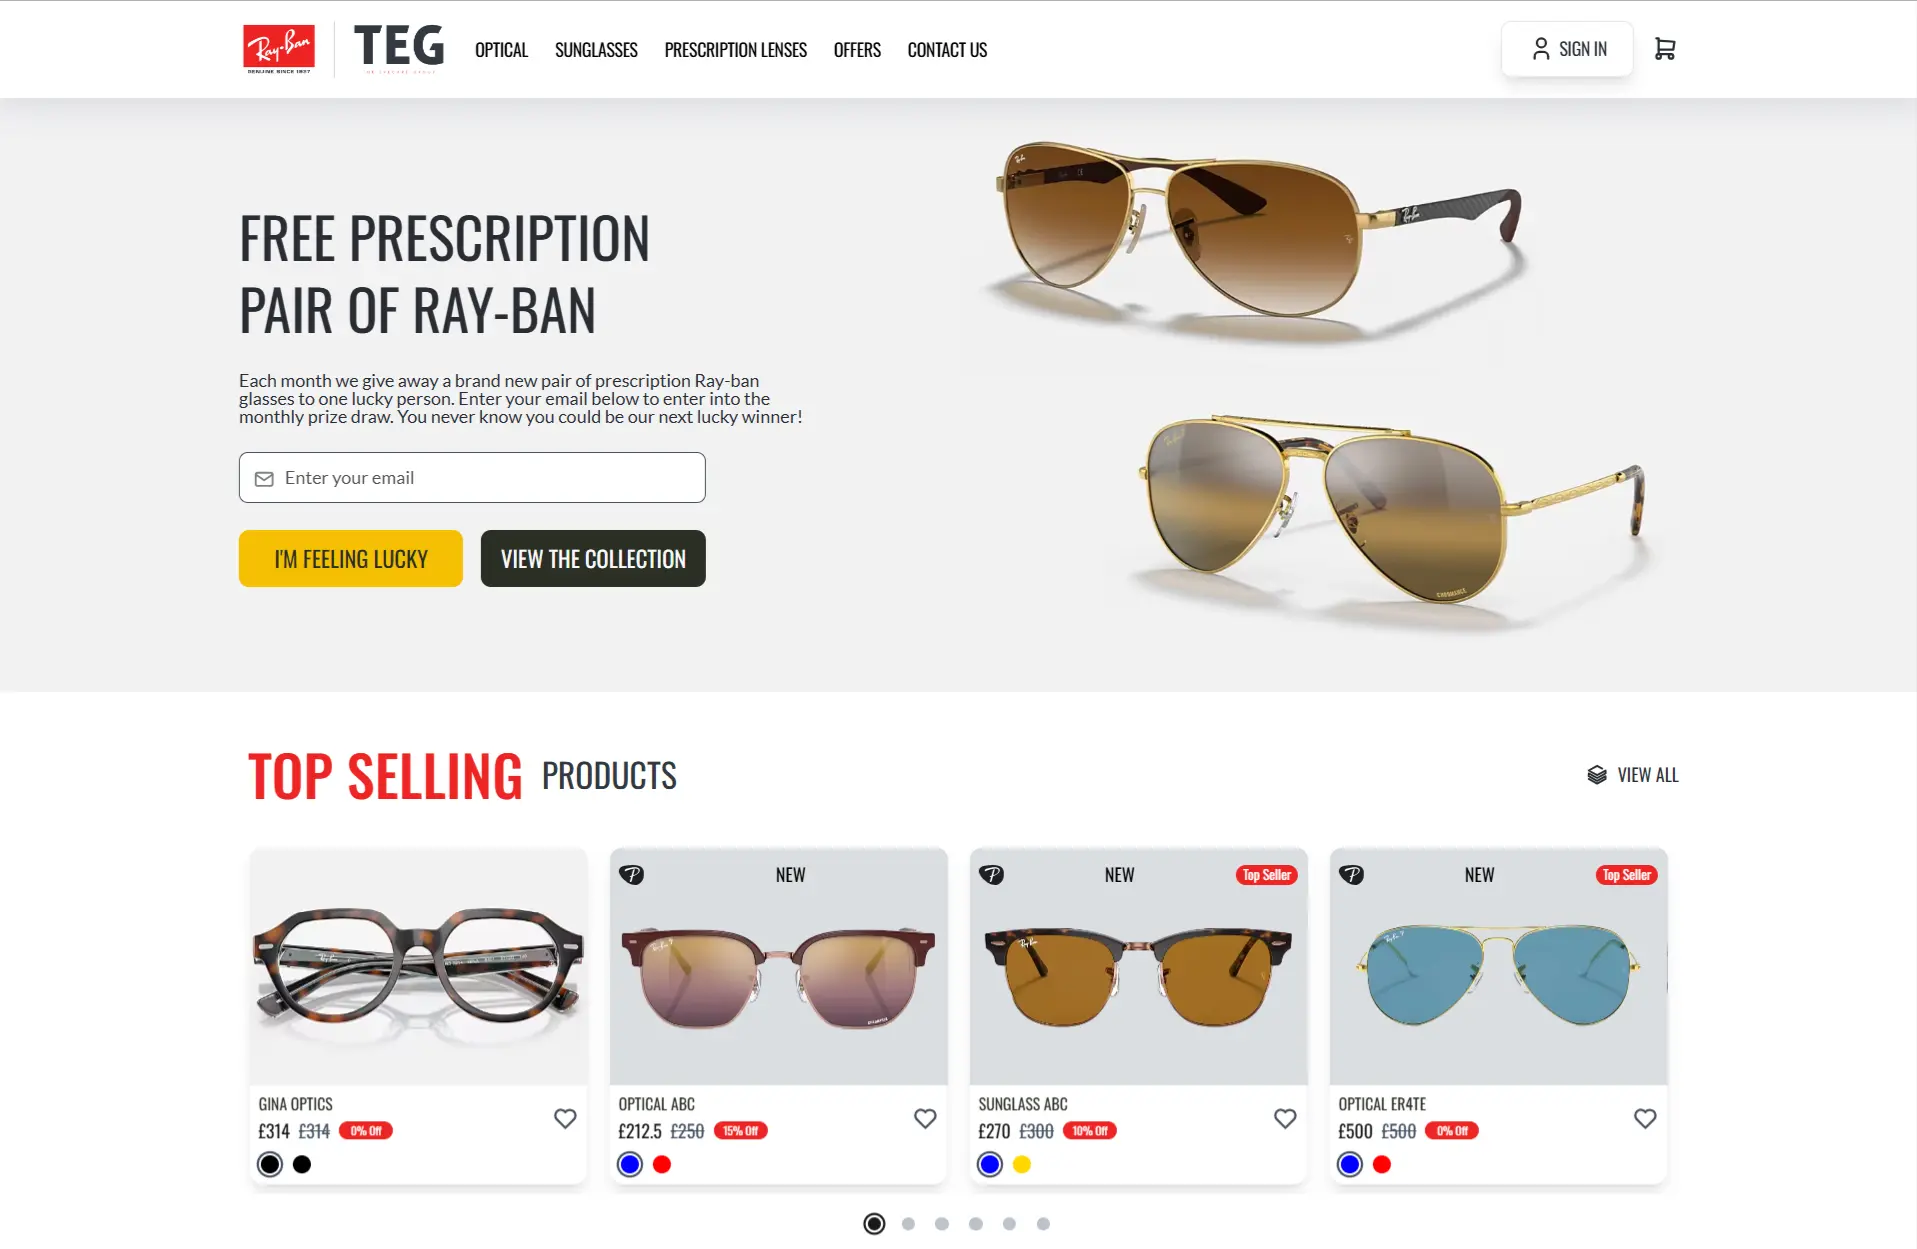 Ray-Ban
GENUINE SINCE 1937
TEG
OPTICAL
SUNGLASSES
PRESCRIPTION LENSES
OFFERS
CONTACT US
SIGN IN
FREE PRESCRIPTION
PAIR OF RAY-BAN
Each month we give away a brand new pair of prescription Ray-ban
glasses to one lucky person. Enter your email below to enter into the
monthly prize draw. You never know you could be our next lucky winner!
Enter your email
I'M FEELING LUCKY
VIEW THE COLLECTION
Ray-Ban
CHROMANCE
TOP SELLING PRODUCTS
VIEW ALL
P
NEW
P
NEW
Top Seller
P
NEW
Top Seller
GINA OPTICS
£314 £314 0% Off
OPTICAL ABC
£212.5 £250 15% Off
SUNGLASS ABC
£270 £300 10% Off
OPTICAL ER4TE
£500 £500 0% Off